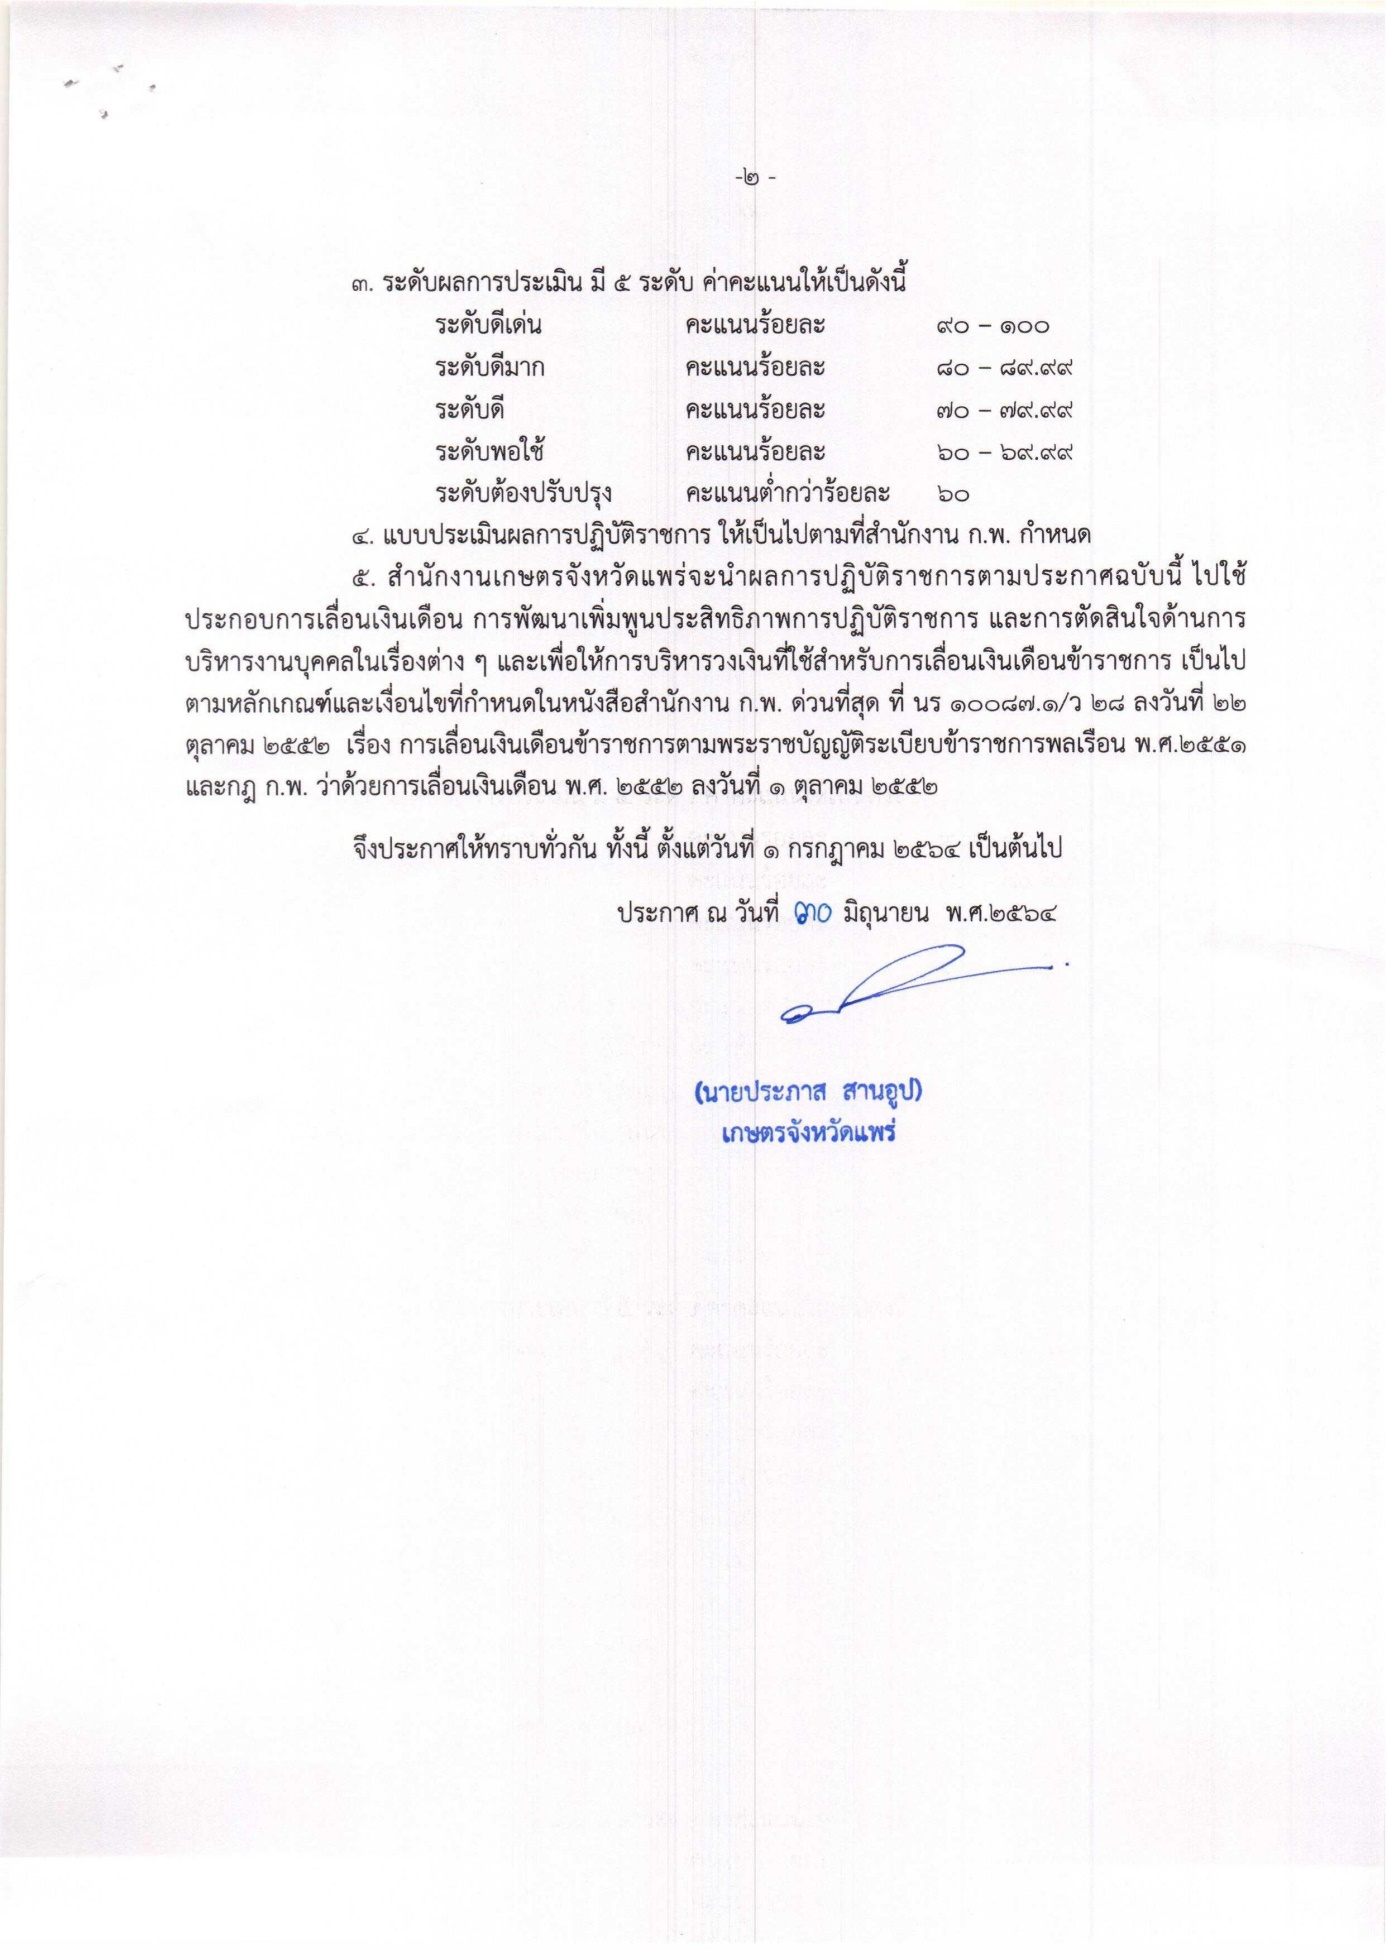 -๒ -
๓. ระดับผลการประเมิน มี ๕ ระดับ ค่าคะแนนให้เป็นดังนี้
ระดับดีเด่น คะแนนร้อยละ ๙๐ – ๑๐๐
ระดับดีมาก คะแนนร้อยละ ๘๐ – ๘๙.๙๙
ระดับดี คะแนนร้อยละ ๗๐ – ๗๙.๙๙
ระดับพอใช้ คะแนนร้อยละ ๖๐ – ๖๙.๙๙
ระดับต้องปรับปรุง คะแนนต่ำกว่าร้อยละ ๖๐
๔. แบบประเมินผลการปฏิบัติราชการ ให้เป็นไปตามที่สำนักงาน ก.พ. กำหนด
๕. สำนักงานเกษตรจังหวัดแพร่จะนำผลการปฏิบัติราชการตามประกาศฉบับนี้ ไปใช้
ประกอบการเลื่อนเงินเดือน การพัฒนาเพิ่มพูนประสิทธิภาพการปฏิบัติราชการ และการตัดสินใจด้านการ
บริหารงานบุคคลในเรื่องต่าง ๆ และเพื่อให้การบริหารวงเงินที่ใช้สำหรับการเลื่อนเงินเดือนข้าราชการ เป็นไป
ตามหลักเกณฑ์และเงื่อนไขที่กำหนดในหนังสือสำนักงาน ก.พ. ด่วนที่สุด ที่ นร ๑๐๐๘๗.๑/ว ๒๘ ลงวันที่ ๒๒
ตุลาคม ๒๕๕๒ เรื่อง การเลื่อนเงินเดือนข้าราชการตามพระราชบัญญัติระเบียบข้าราชการพลเรือน พ.ศ.๒๕๕๑
และกฎ ก.พ. ว่าด้วยการเลื่อนเงินเดือน พ.ศ. ๒๕๕๒ ลงวันที่ ๑ ตุลาคม ๒๕๕๒
จึงประกาศให้ทราบทั่วกัน ทั้งนี้ ตั้งแต่วันที่ ๑ กรกฎาคม ๒๕๖๔ เป็นต้นไป
ประกาศ ณ วันที่ ๓๐ มิถุนายน พ.ศ.๒๕๖๔
(นายประภาส สานอูป)
เกษตรจังหวัดแพร่